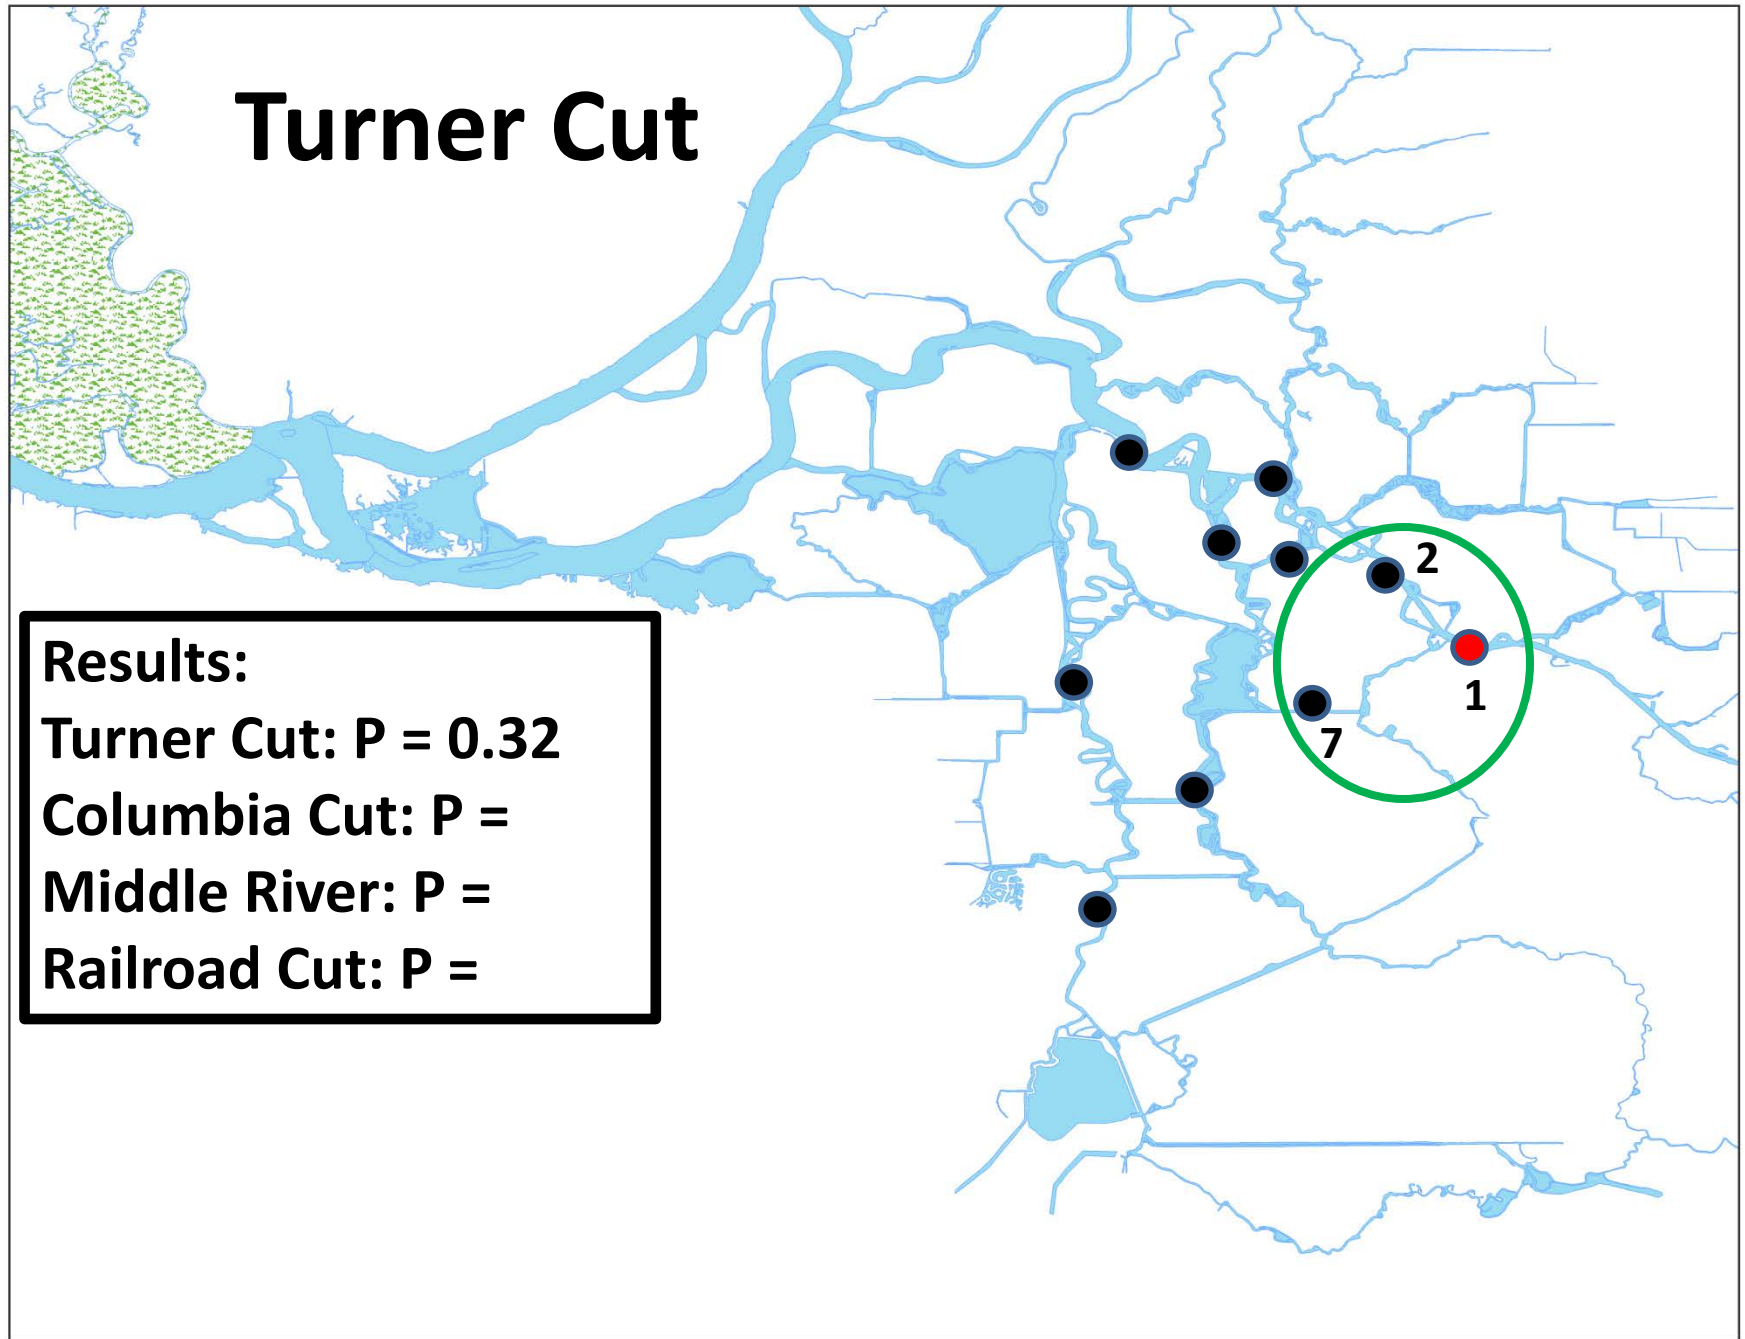 Turner Cut
2
1
7
Results:
Turner Cut: P = 0.32
Columbia Cut: P =
Middle River: P =
Railroad Cut: P =